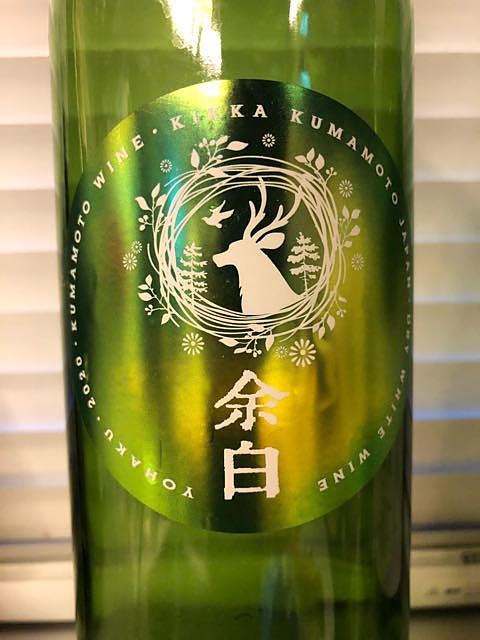 YOHAKU · 2020 · KUMAMOTO WINE · KIKKA KUMAMOTO JAPAN · DRY WHITE WINE
余白